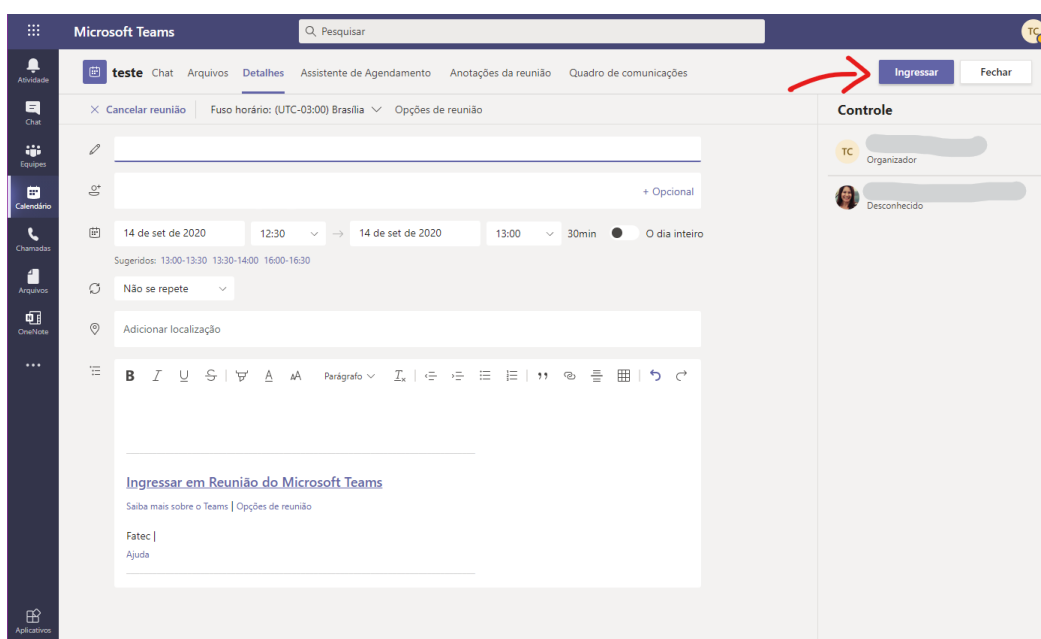 Microsoft Teams
Pesquisar
TC
Atividade
Chat
Equipes
Calendário
Chamadas
Arquivos
OneNote
Aplicativos
teste Chat Arquivos Detalhes Assistente de Agendamento Anotações da reunião Quadro de comunicações
Ingressar Fechar
Cancelar reunião Fuso horário: (UTC-03:00) Brasília Opções de reunião
+ Opcional
14 de set de 2020 12:30 → 14 de set de 2020 13:00 30min O dia inteiro
Sugeridos: 13:00-13:30 13:30-14:00 16:00-16:30
Não se repete
Adicionar localização
B I U S A AA Parágrafo Tx
Ingressar em Reunião do Microsoft Teams
Saiba mais sobre o Teams | Opções de reunião
Fatec |
Ajuda
Controle
TC
Organizador
Desconhecido